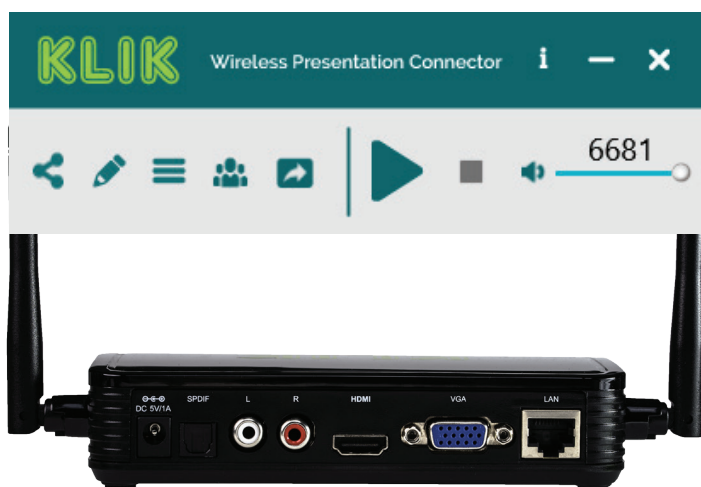 KLIK Wireless Presentation Connector i
6681
DC 5V/1A SPDIF L R HDMI VGA LAN